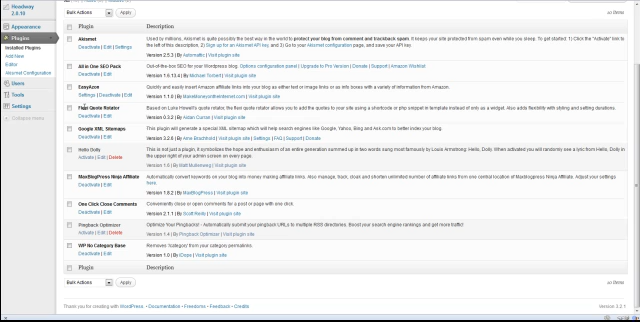 Headway
2.0.10
Appearance
Plugins
Installed Plugins
Add New
Editor
Akismet Configuration
Users
Tools
Settings
Collapse menu
Bulk Actions Apply
10 items
Plugin Description
Akismet
Deactivate | Edit | Settings
Used by millions, Akismet is quite possibly the best way in the world to protect your blog from comment and trackback spam. It keeps your site protected from spam even while you sleep. To get started: 1) Click the "Activate" link to
the left of this description, 2) Sign up for an Akismet API key, and 3) Go to your Akismet configuration page, and save your API key.
Version 2.5.3 | By Automattic | Visit plugin site
All in One SEO Pack
Deactivate | Edit
Out-of-the-box SEO for your Wordpress blog. Options configuration panel | Upgrade to Pro Version | Donate | Support | Amazon Wishlist
Version 1.6.13.4 | By Michael Torbert | Visit plugin site
EasyAzon
Settings | Deactivate | Edit
Quickly and easily insert Amazon affiliate links into your blog as either text or image links or as info boxes with a variety of information from Amazon.
Version 1.1.0 | By MakeMoneyontheInternet.com | Visit plugin site
Flexi Quote Rotator
Deactivate | Edit
Based on Luke Howell's quote rotator, the flexi quote rotator allows you to add the quotes to your site using a shortcode or php snippet in template instead of only as a widget. Also adds flexibility with styling and setting durations.
Version 0.3.2 | By Aidan Curran | Visit plugin site
Google XML Sitemaps
Deactivate | Edit
This plugin will generate a special XML sitemap which will help search engines like Google, Yahoo, Bing and Ask.com to better index your blog.
Version 3.2.6 | By Arne Brachhold | Visit plugin site | Settings | FAQ | Support | Donate
Hello Dolly
Activate | Edit | Delete
This is not just a plugin, it symbolizes the hope and enthusiasm of an entire generation summed up in two words sung most famously by Louis Armstrong: Hello, Dolly. When activated you will randomly see a lyric from Hello, Dolly in
the upper right of your admin screen on every page.
Version 1.6 | By Matt Mullenweg | Visit plugin site
MaxBlogPress Ninja Affiliate
Deactivate | Edit
Automatically convert keywords on your blog into money making affiliate links. Also manage, track, cloak and shorten unlimited number of affiliate links from one central location of Maxblogpress Ninja Affiliate. Adjust your settings
here.
Version 1.8.2 | By MaxBlogPress | Visit plugin site
One Click Close Comments
Deactivate | Edit
Conveniently close or open comments for a post or page with one click.
Version 2.1.1 | By Scott Reilly | Visit plugin site
Pingback Optimizer
Activate | Edit | Delete
Optimize Your Pingbacks! - Automatically submit your pingback URLs to multiple RSS directories. Boost your search engine rankings and get more traffic!
Version 1.4 | By Pingback Optimizer | Visit plugin site
WP No Category Base
Deactivate | Edit
Removes '/category' from your category permalinks
Version 1.0 | By iDope | Visit plugin site
Plugin Description
Bulk Actions Apply
10 items
Thank you for creating with WordPress. • Documentation • Freedoms • Feedback • Credits
Version 3.2.1